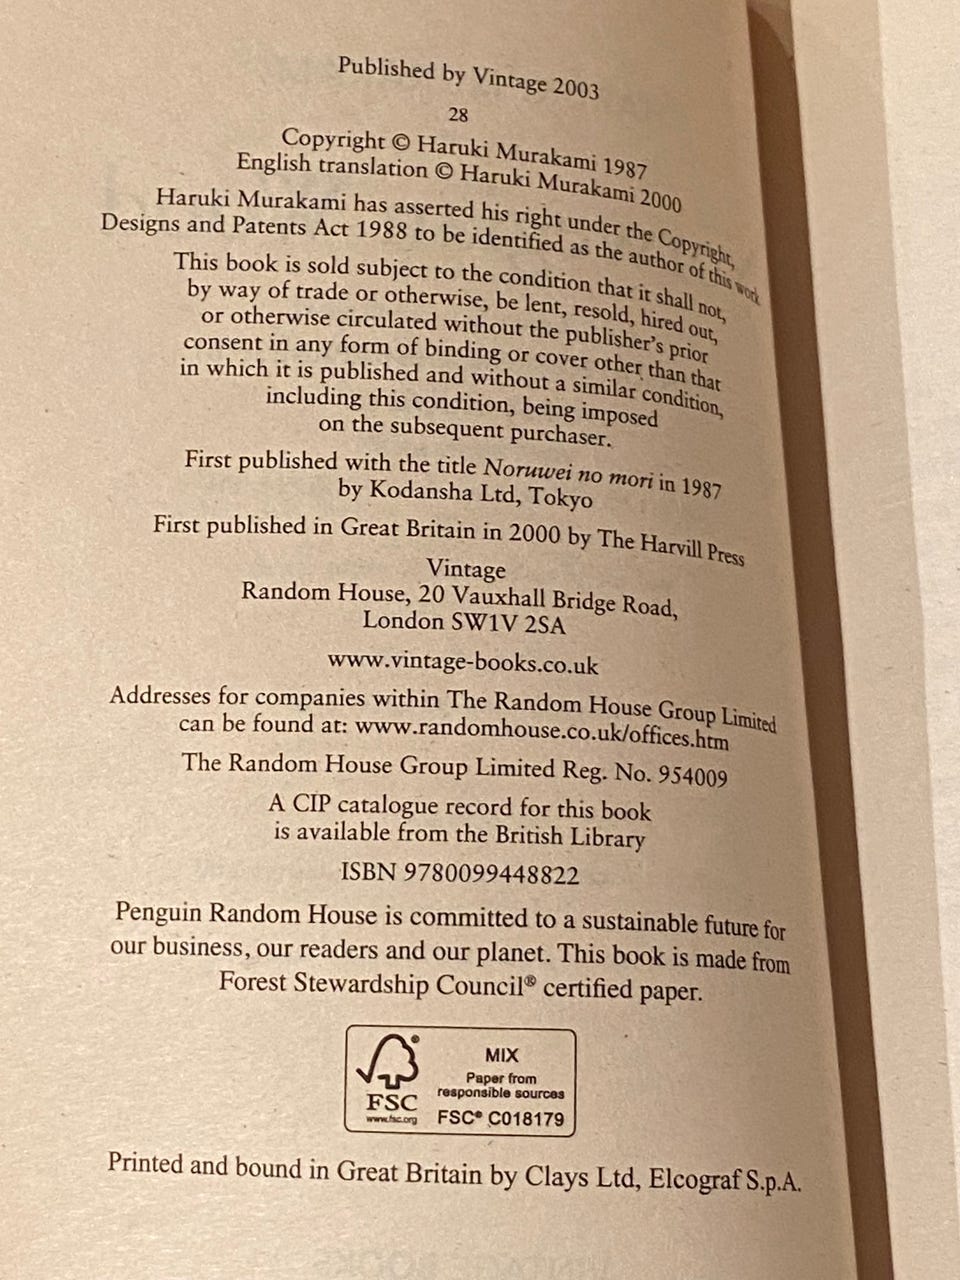 Published by Vintage 2003
28
Copyright © Haruki Murakami 1987
English translation © Haruki Murakami 2000
Haruki Murakami has asserted his right under the Copyright,
Designs and Patents Act 1988 to be identified as the author of this work
This book is sold subject to the condition that it shall not,
by way of trade or otherwise, be lent, resold, hired out,
or otherwise circulated without the publisher's prior
consent in any form of binding or cover other than that
in which it is published and without a similar condition,
including this condition, being imposed
on the subsequent purchaser.
First published with the title Noruwei no mori in 1987
by Kodansha Ltd, Tokyo
First published in Great Britain in 2000 by The Harvill Press
Vintage
Random House, 20 Vauxhall Bridge Road,
London SW1V 2SA
www.vintage-books.co.uk
Addresses for companies within The Random House Group Limited
can be found at: www.randomhouse.co.uk/offices.htm
The Random House Group Limited Reg. No. 954009
A CIP catalogue record for this book
is available from the British Library
ISBN 9780099448822
Penguin Random House is committed to a sustainable future for
our business, our readers and our planet. This book is made from
Forest Stewardship Council® certified paper.
FSC
www.fsc.org
MIX
Paper from
responsible sources
FSC® C018179
Printed and bound in Great Britain by Clays Ltd, Elcograf S.p.A.